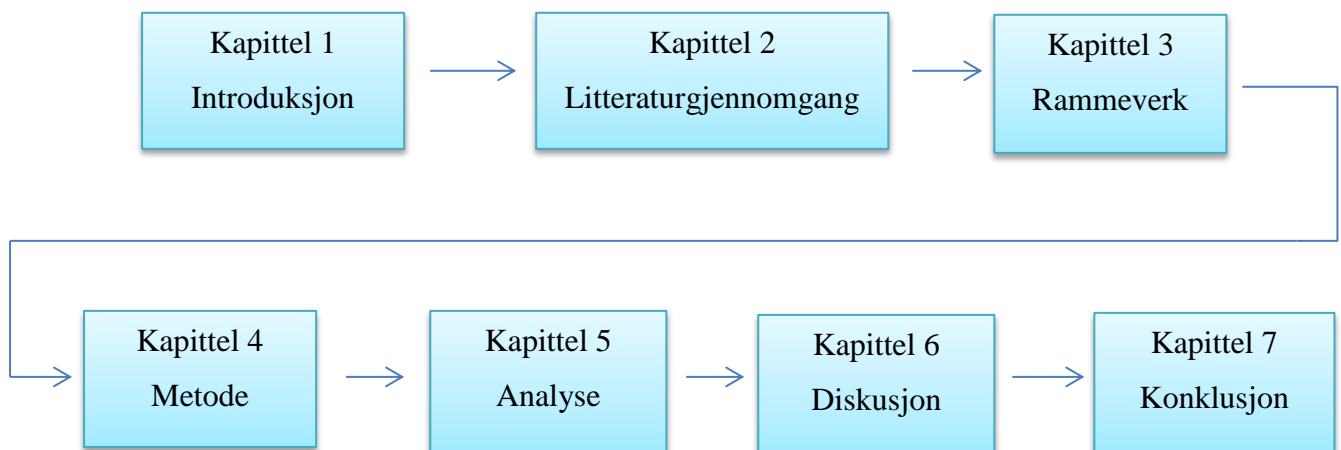 Kapittel 1
Introduksjon
Kapittel 2
Litteraturgjennomgang
Kapittel 3
Rammeverk
Kapittel 4
Metode
Kapittel 5
Analyse
Kapittel 6
Diskusjon
Kapittel 7
Konklusjon